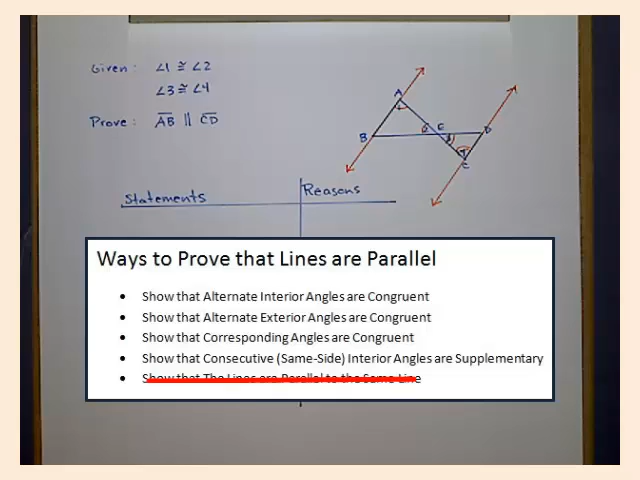 Given: ∠1 ≅ ∠2
∠3 ≅ ∠4
Prove: AB || CD
A
E
B
D
C
Statements Reasons
Ways to Prove that Lines are Parallel
• Show that Alternate Interior Angles are Congruent
• Show that Alternate Exterior Angles are Congruent
• Show that Corresponding Angles are Congruent
• Show that Consecutive (Same-Side) Interior Angles are Supplementary
• Show that The Lines are Parallel to the Same Line